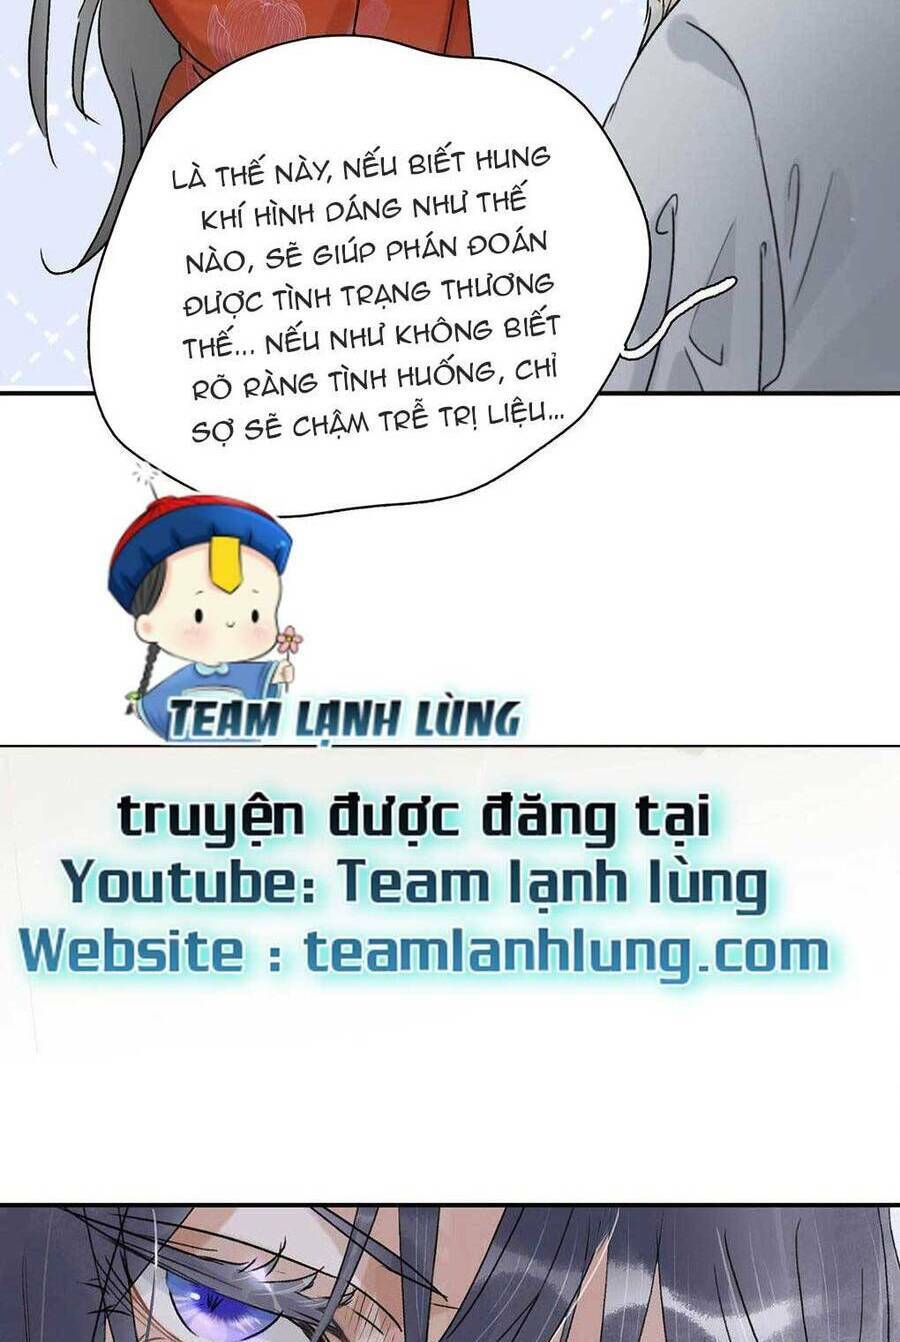 LÀ THẾ NÀY, NẾU BIẾT HUNG
KHÍ HÌNH DÁNG NHƯ THẾ
NÀO, SẼ GIÚP PHÁN ĐOÁN
ĐƯỢC TÌNH TRẠNG THƯƠNG
THẾ... NẾU NHƯ KHÔNG BIẾT
RÕ RÀNG TÌNH HUỐNG, CHỈ
SỢ SẼ CHẬM TRỄ TRỊ LIỆU...
TEAM LẠNH LÙNG
truyện được đăng tại
Youtube: Team lạnh lùng
Website : teamlanhlung.com